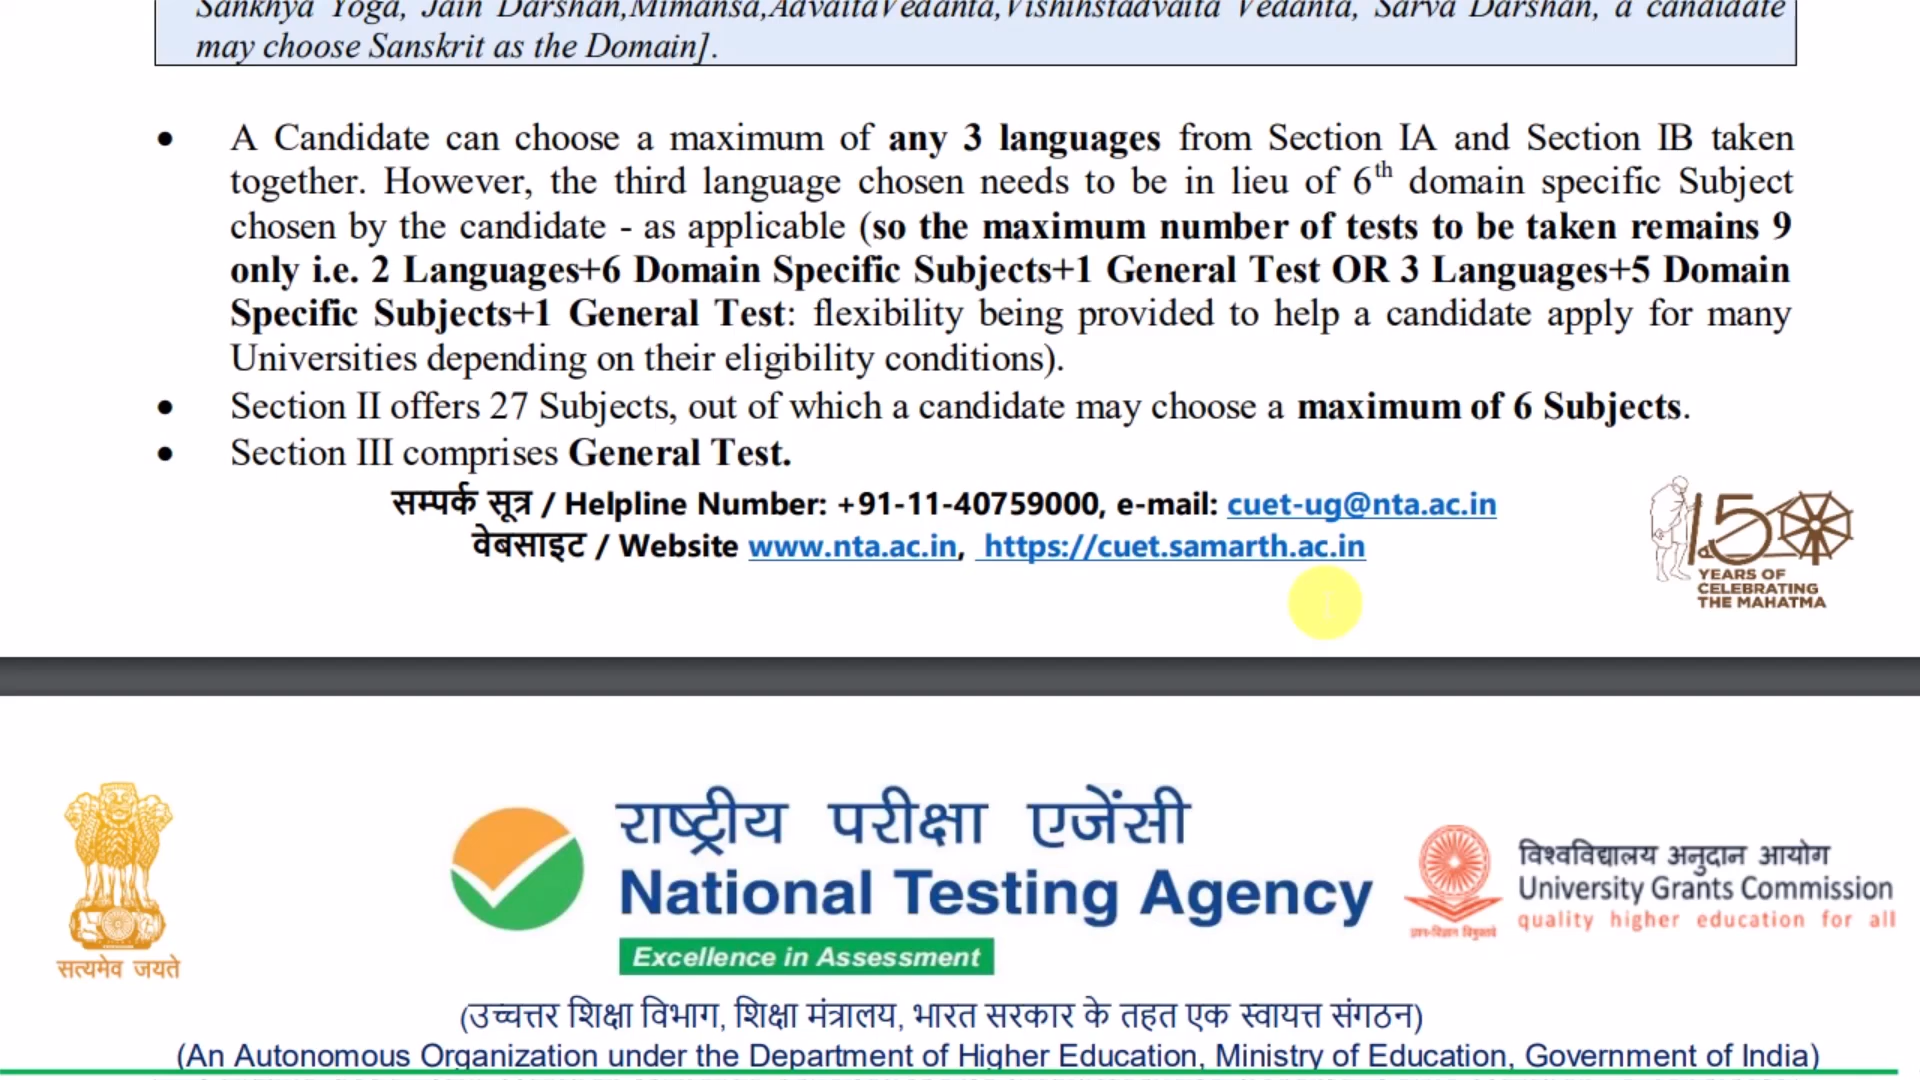 Sankhya Yoga, Jain Darshan,Mimansa,AdvaitaVedanta,Vishihstadvaita Vedanta, Sarva Darshan, a candidate
may choose Sanskrit as the Domain].
• A Candidate can choose a maximum of any 3 languages from Section IA and Section IB taken
together. However, the third language chosen needs to be in lieu of 6th domain specific Subject
chosen by the candidate - as applicable (so the maximum number of tests to be taken remains 9
only i.e. 2 Languages+6 Domain Specific Subjects+1 General Test OR 3 Languages+5 Domain
Specific Subjects+1 General Test: flexibility being provided to help a candidate apply for many
Universities depending on their eligibility conditions).
• Section II offers 27 Subjects, out of which a candidate may choose a maximum of 6 Subjects.
• Section III comprises General Test.
सम्पर्क सूत्र / Helpline Number: +91-11-40759000, e-mail: cuet-ug@nta.ac.in
वेबसाइट / Website www.nta.ac.in, https://cuet.samarth.ac.in
150
YEARS OF
CELEBRATING
THE MAHATMA
सत्यमेव जयते
राष्ट्रीय परीक्षा एजेंसी
National Testing Agency
Excellence in Assessment
विश्वविद्यालय अनुदान आयोग
University Grants Commission
quality higher education for all
ज्ञान-विज्ञान विमुक्तये
(उच्चत्तर शिक्षा विभाग, शिक्षा मंत्रालय, भारत सरकार के तहत एक स्वायत्त संगठन)
(An Autonomous Organization under the Department of Higher Education, Ministry of Education, Government of India)